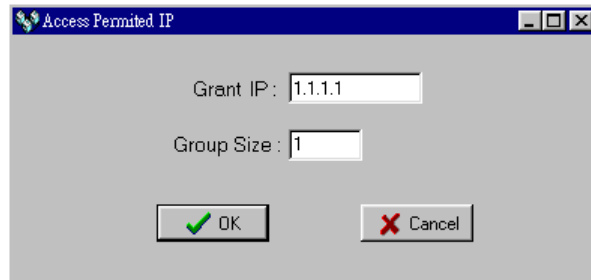 Access Permited IP
Grant IP : 1.1.1.1
Group Size : 1
OK Cancel